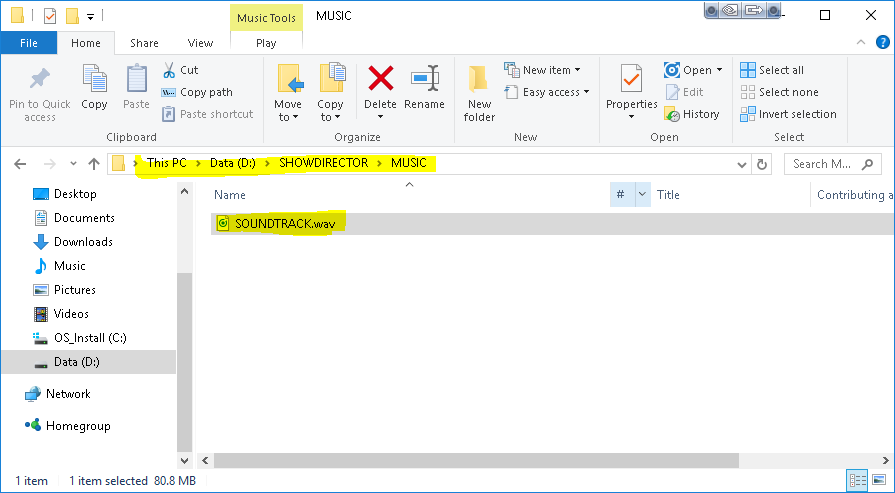 Music Tools MUSIC
File Home Share View Play
Pin to Quick access
Copy
Paste
Cut
Copy path
Paste shortcut
Clipboard
Move to
Copy to
Delete
Rename
Organize
New folder
New item
Easy access
New
Properties
Open
Edit
History
Open
Select all
Select none
Invert selection
Select
This PC > Data (D:) > SHOWDIRECTOR > MUSIC
Search M...
Name # Title Contributing a
SOUNDTRACK.wav
Desktop
Documents
Downloads
Music
Pictures
Videos
OS_Install (C:)
Data (D:)
Network
Homegroup
1 item 1 item selected 80.8 MB